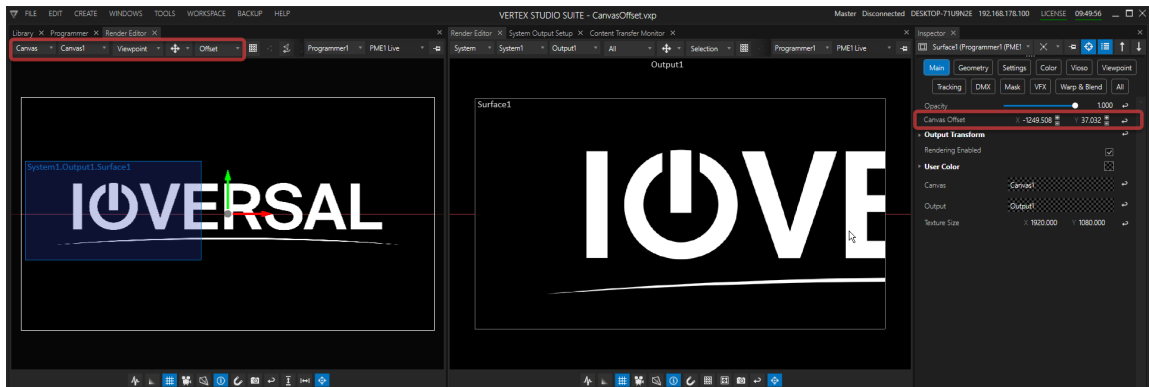 FILE EDIT CREATE WINDOWS TOOLS WORKSPACE BACKUP HELP VERTEX STUDIO SUITE - CanvasOffset.vxp Master Disconnected DESKTOP-71U9N2E 192.168.178.100 LICENSE 09:49:56
Library Programmer Render Editor
Canvas Canvas1 Viewpoint Offset Programmer1 PME1 Live
System1.Output1.Surface1
IOVERSAL
Render Editor System Output Setup Content Transfer Monitor
System System1 Output1 All Selection Programmer1 PME1 Live
Output1
Surface1
IOVE
Inspector
Surface1 (Programmer1 (PME1
Main Geometry Settings Color Vioso Viewpoint
Tracking DMX Mask VFX Warp & Blend All
Opacity 1.000
Canvas Offset X -1249.508 Y 37.032
Output Transform
Rendering Enabled
User Color
Canvas Canvas1
Output Output1
Texture Size X 1920.000 Y 1080.000